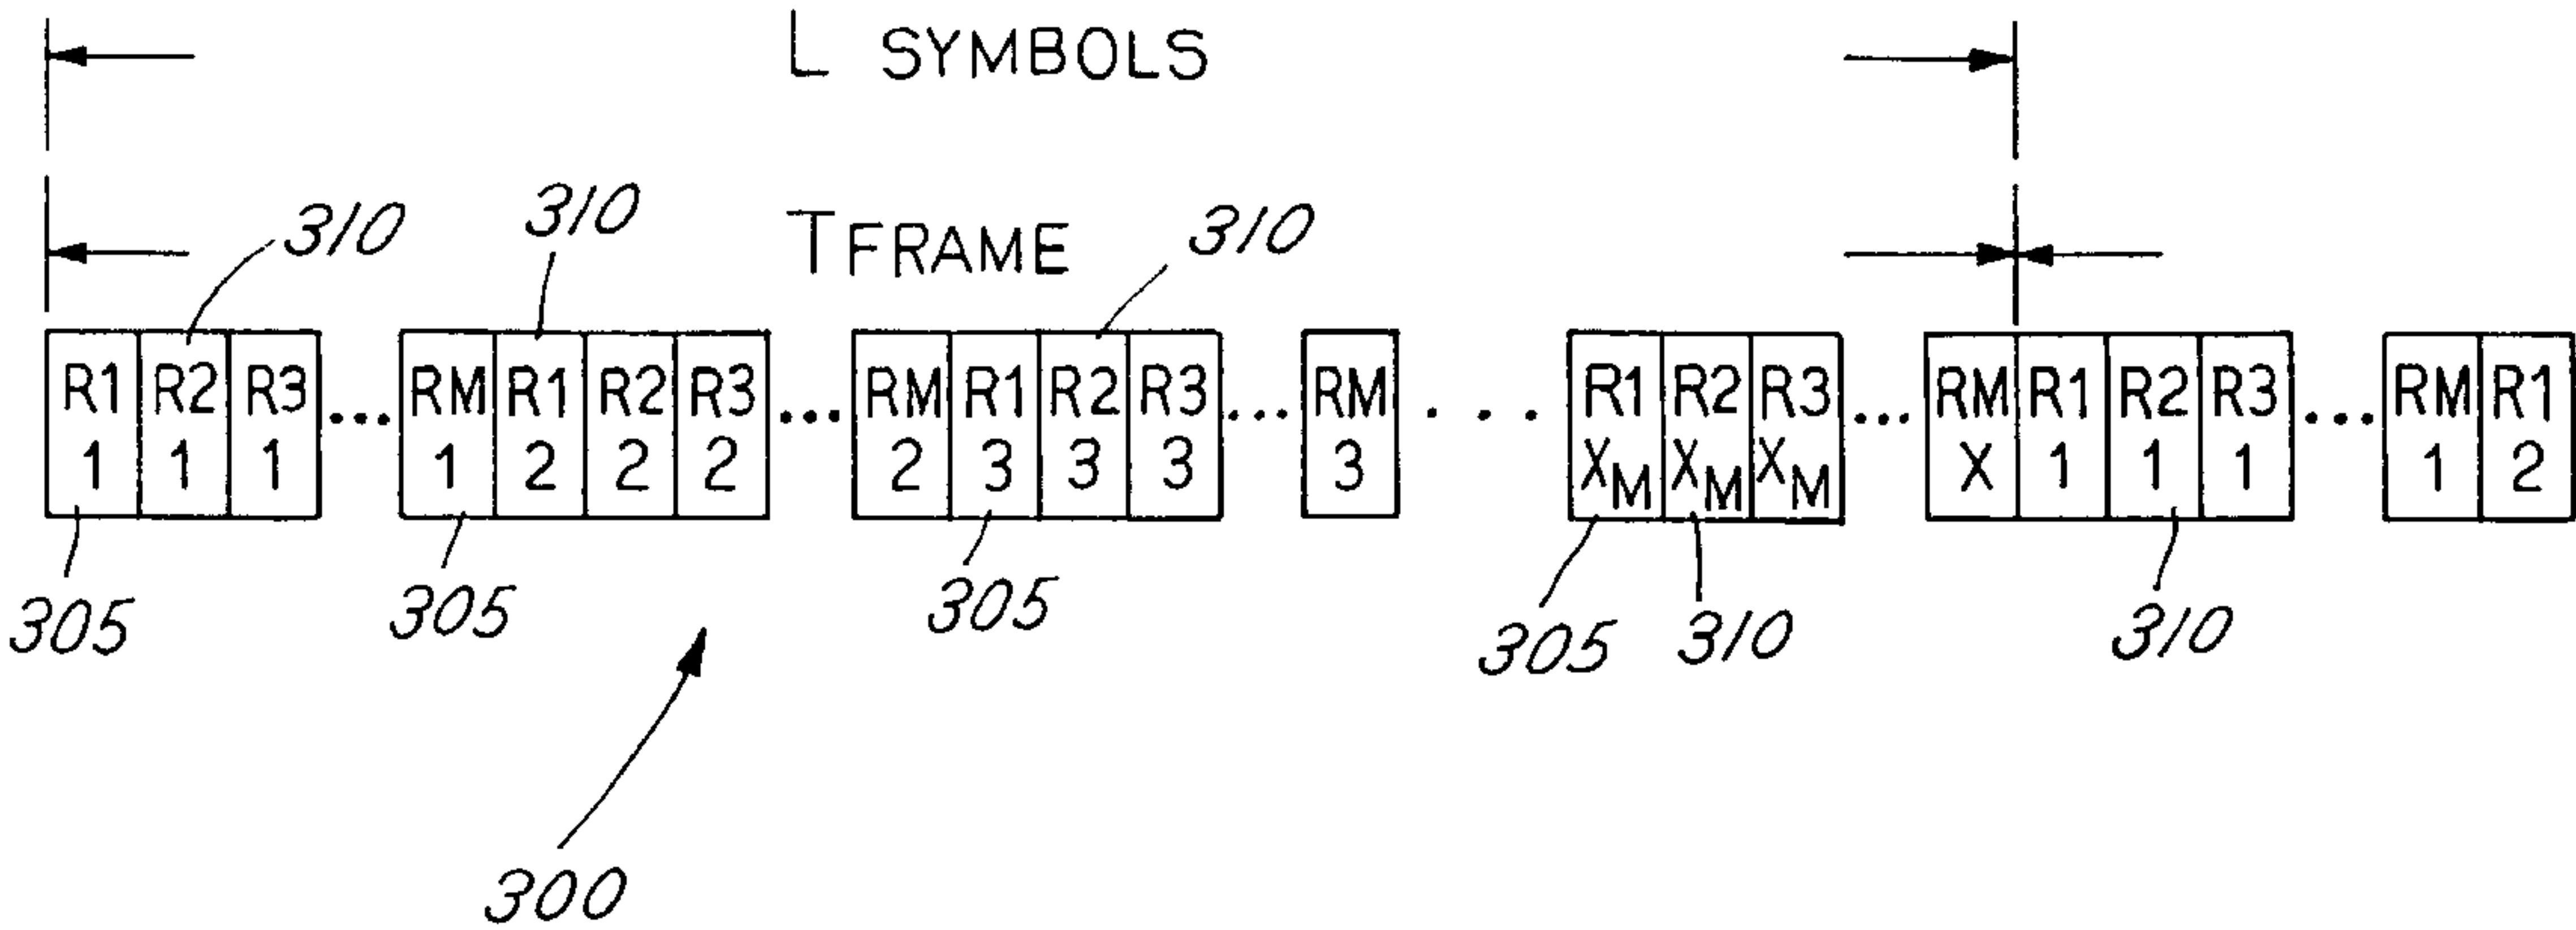 L SYMBOLS
310 310 TFRAME 310
R1 R2 R3 RM R1 R2 R3 RM R1 R2 R3 RM R1 R2 R3 RM R1 R2 R3 RM R1
1 1 1 ... 1 2 2 2 ... 2 3 3 3 ... 3 . . . XM XM XM ... X 1 1 1 ... 1 2
305 305 305 305 310 310
300